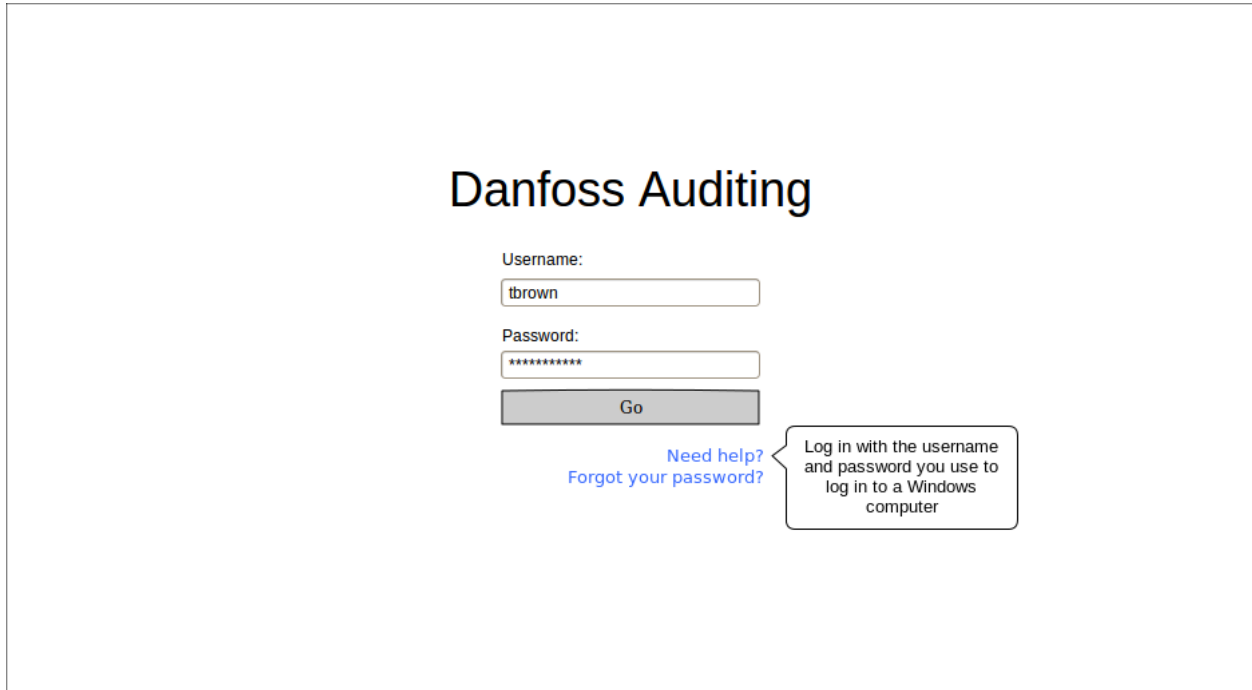 Danfoss Auditing
Username:
tbrown
Password:
***********
Go
Need help?
Forgot your password?
Log in with the username
and password you use to
log in to a Windows
computer